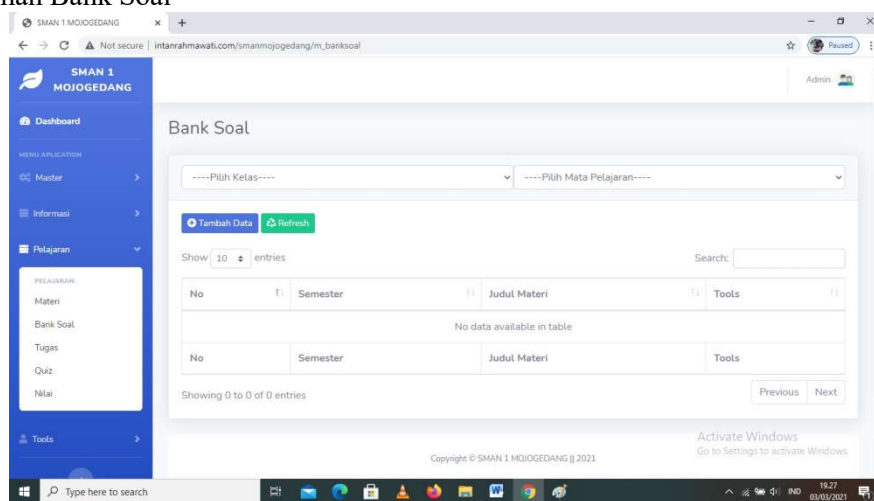 man Bank Soal
SMAN 1 MOJOGEDANG
Not secure
intanrahmawati.com/smanmojogedang/m_banksoal
Paused
SMAN 1
MOJOGEDANG
Admin
Dashboard
Bank Soal
MENU APLICATION
Master
----Pilih Kelas----
----Pilih Mata Pelajaran----
Informasi
Tambah Data
Refresh
Pelajaran
Show 10 entries
Search:
PELAJARAN:
Materi
Bank Soal
Tugas
Quiz
Nilai
No Semester Judul Materi Tools
No data available in table
No Semester Judul Materi Tools
Showing 0 to 0 of 0 entries
Previous Next
Tools
Activate Windows
Go to Settings to activate Windows.
Copyright © SMAN 1 MOJOGEDANG || 2021
Type here to search
IND
19.27
03/03/2021